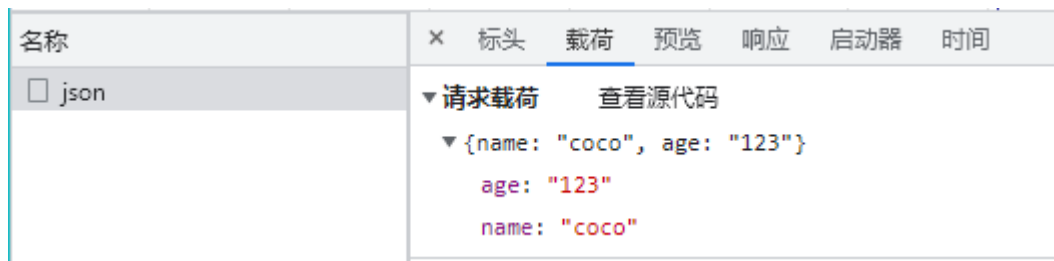 名称
× 标头 载荷 预览 响应 启动器 时间
json
▼请求载荷 查看源代码
▼{name: "coco", age: "123"}
age: "123"
name: "coco"